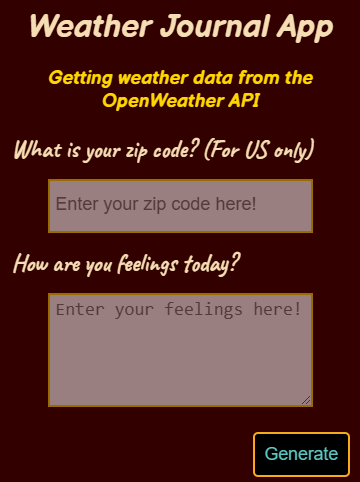 Weather Journal App
Getting weather data from the
OpenWeather API
What is your zip code? (For US only)
Enter your zip code here!
How are you feelings today?
Enter your feelings here!
Generate